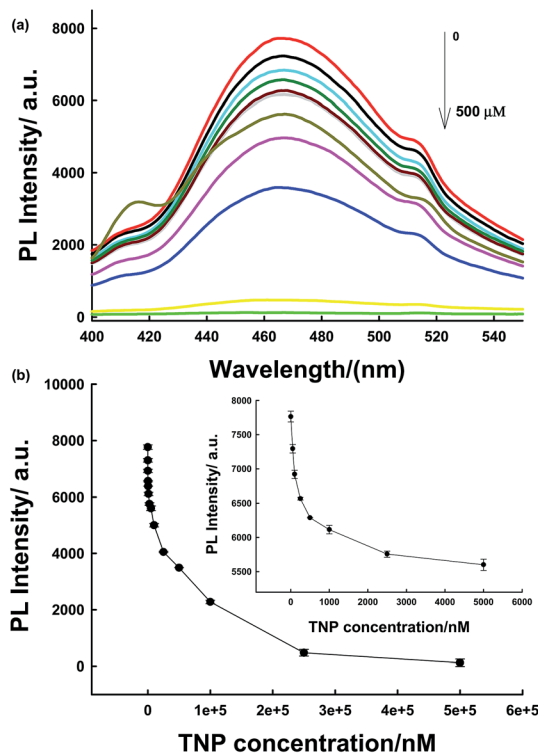 (a)
8000
6000
4000
2000
0
PL Intensity/ a.u.
0
500 μM
400 420 440 460 480 500 520 540
Wavelength/(nm)
(b)
10000
8000
6000
4000
2000
0
PL Intensity/ a.u.
0 1e+5 2e+5 3e+5 4e+5 5e+5 6e+5
TNP concentration/nM
8000
7500
7000
6500
6000
5500
PL Intensity/ a.u.
0 1000 2000 3000 4000 5000 6000
TNP concentration/nM